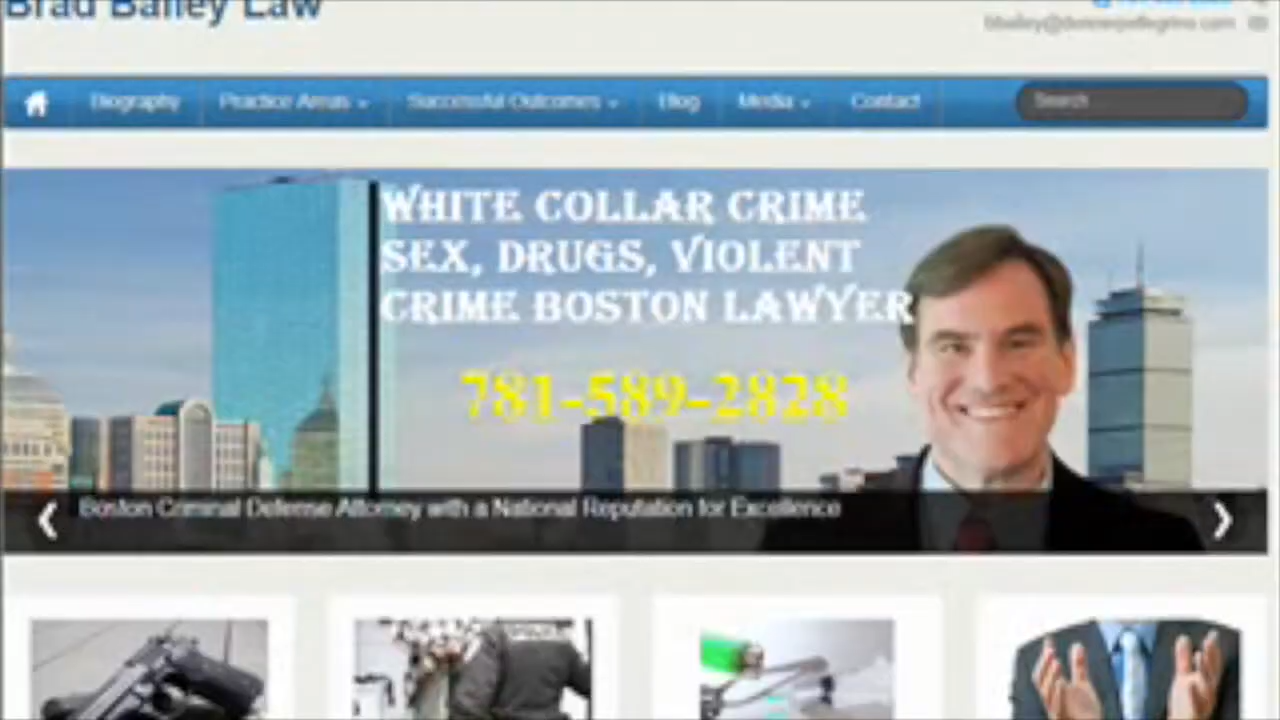 Brad Bailey Law
Biography Practice Areas Successful Outcomes Blog Media Contact Search
WHITE COLLAR CRIME
SEX, DRUGS, VIOLENT
CRIME BOSTON LAWYER
781-589-2828
Boston Criminal Defense Attorney with a National Reputation for Excellence